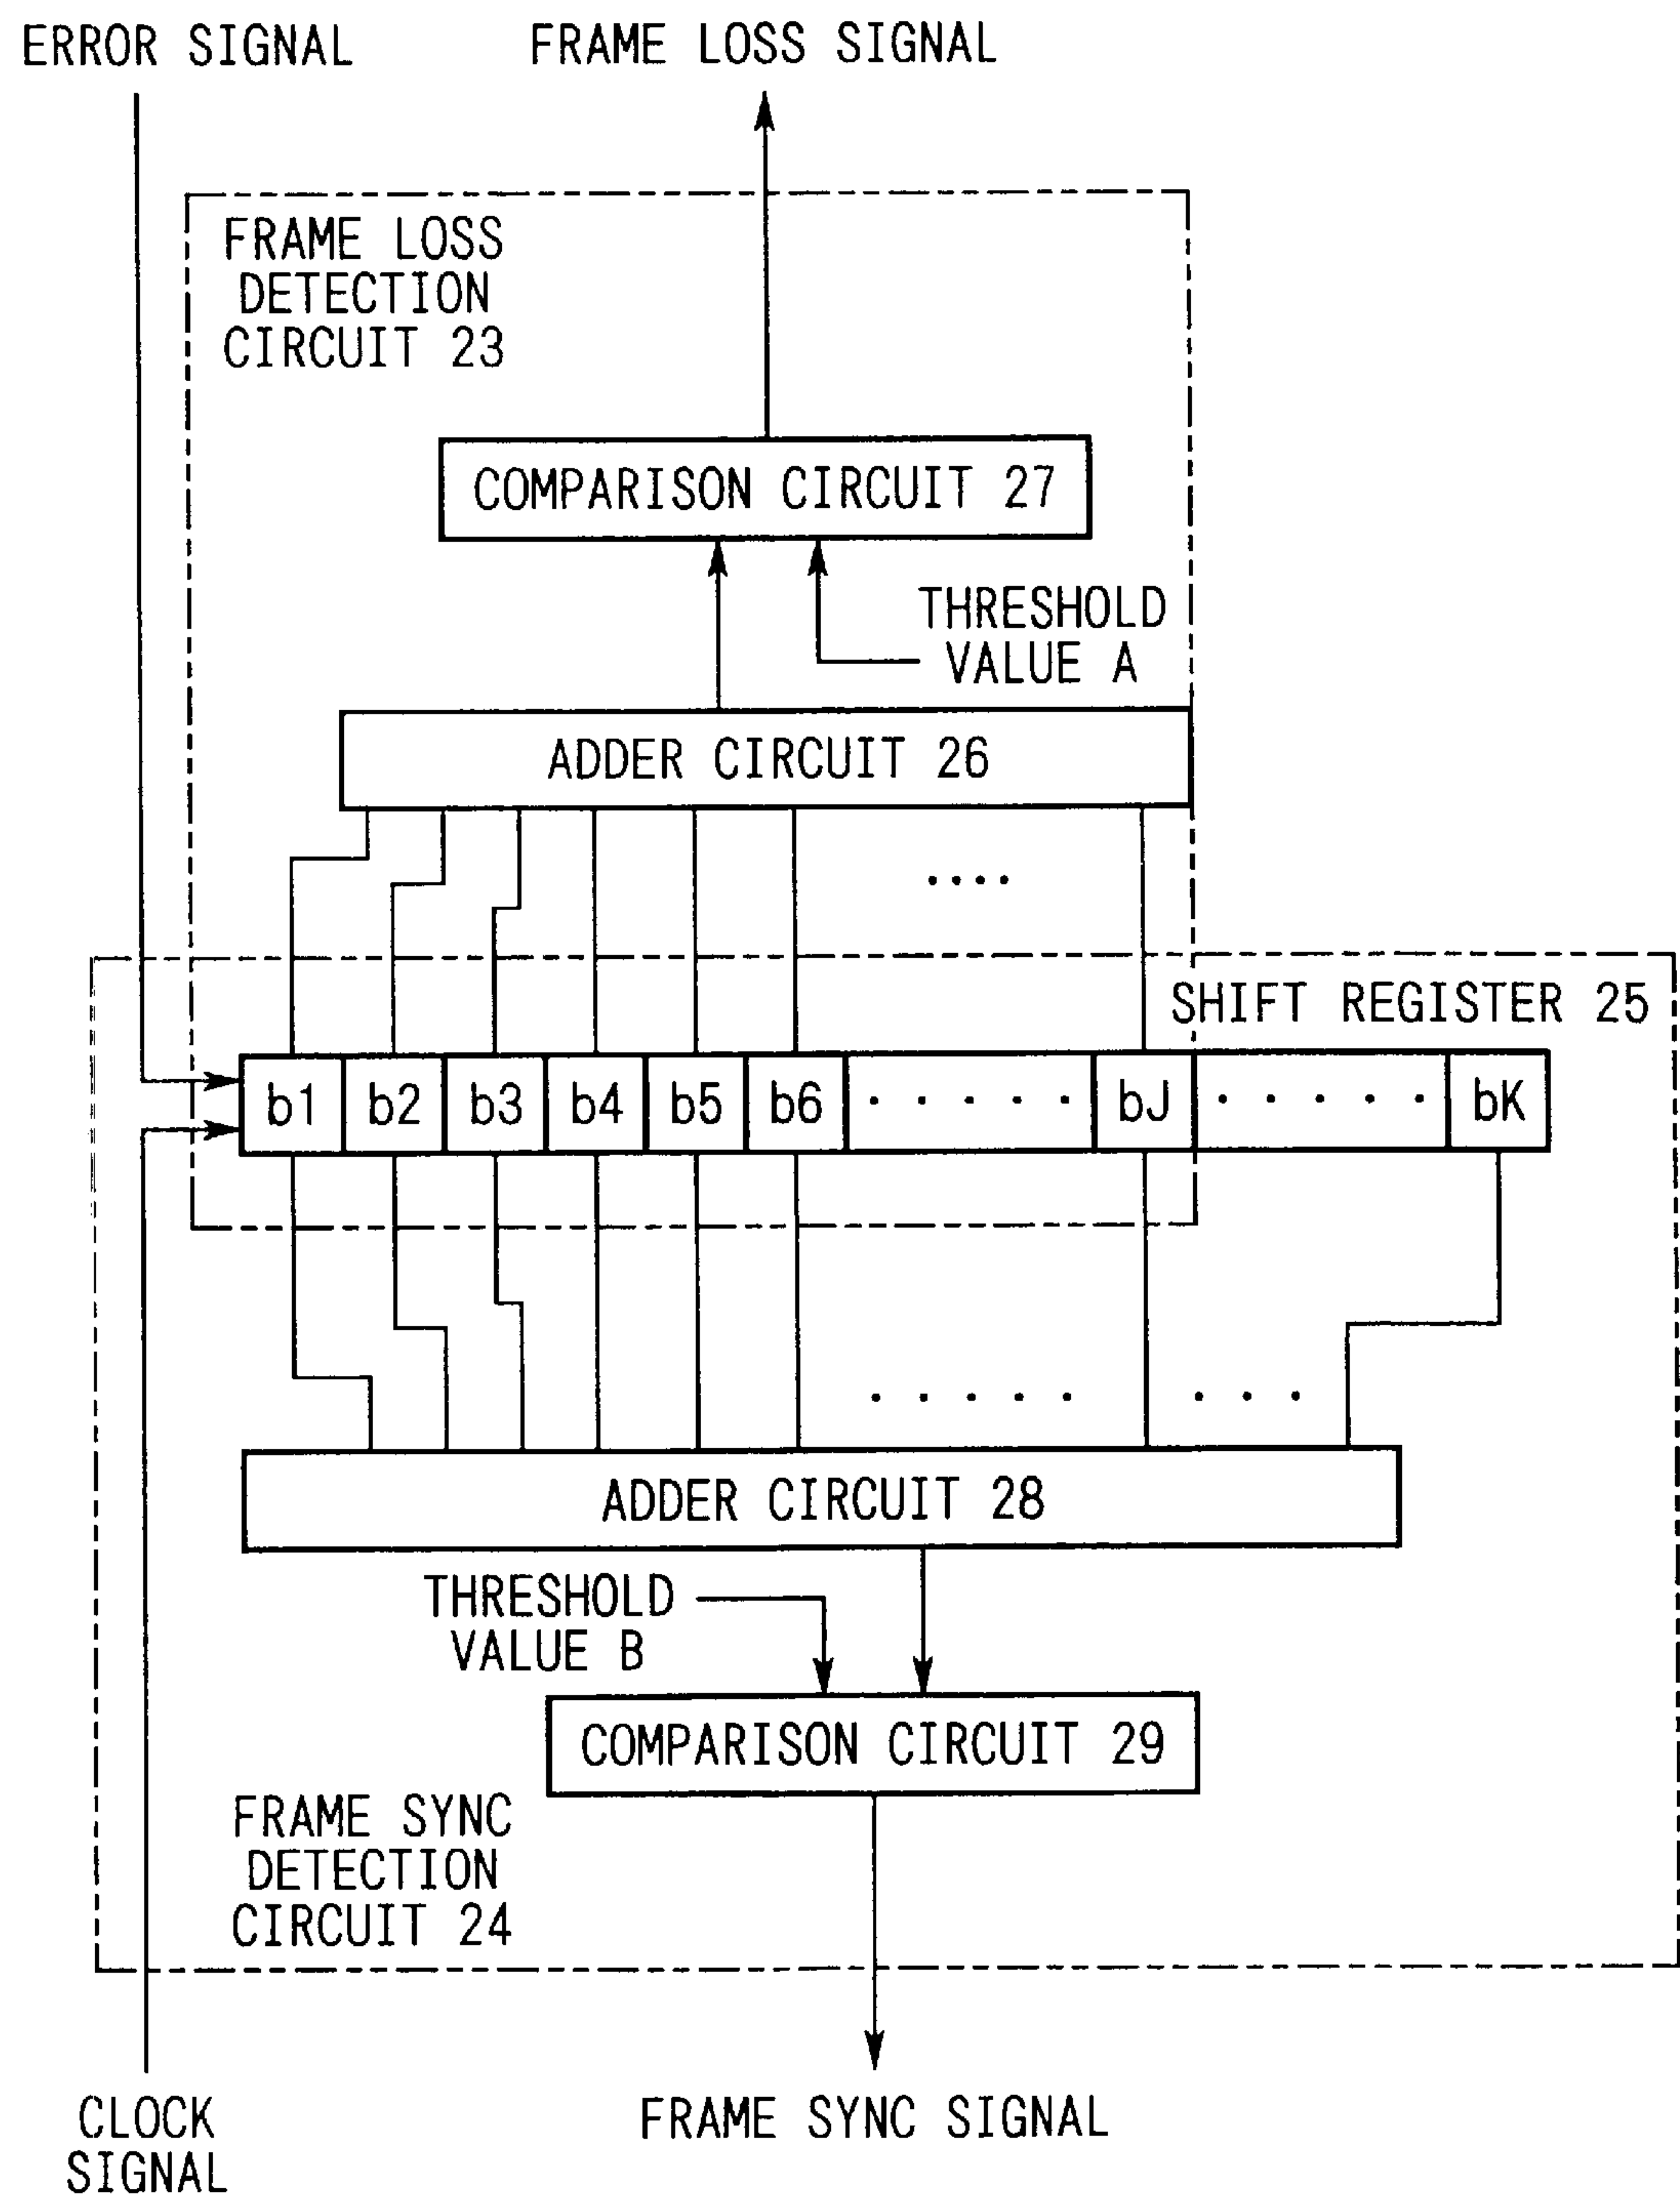 ERROR SIGNAL
FRAME LOSS SIGNAL
FRAME LOSS
DETECTION
CIRCUIT 23
COMPARISON CIRCUIT 27
THRESHOLD
VALUE A
ADDER CIRCUIT 26
....
SHIFT REGISTER 25
b1 b2 b3 b4 b5 b6 ..... bJ ..... bK
..... ...
ADDER CIRCUIT 28
THRESHOLD
VALUE B
COMPARISON CIRCUIT 29
FRAME SYNC
DETECTION
CIRCUIT 24
CLOCK
SIGNAL
FRAME SYNC SIGNAL